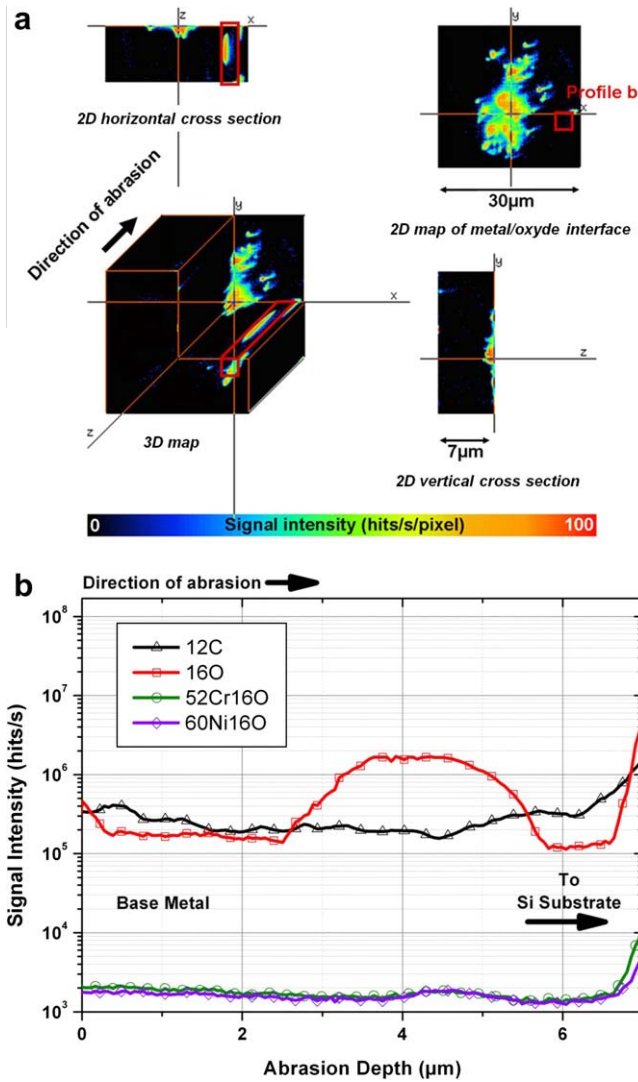 a
z
x
2D horizontal cross section
y
Profile b
x
30µm
2D map of metal/oxyde interface
Direction of abrasion
y
x
z
3D map
y
z
7µm
2D vertical cross section
0 Signal intensity (hits/s/pixel) 100
b
Direction of abrasion
10⁸
10⁷
10⁶
10⁵
10⁴
10³
Signal Intensity (hits/s)
12C
16O
52Cr16O
60Ni16O
Base Metal
To
Si Substrate
0 2 4 6
Abrasion Depth (µm)